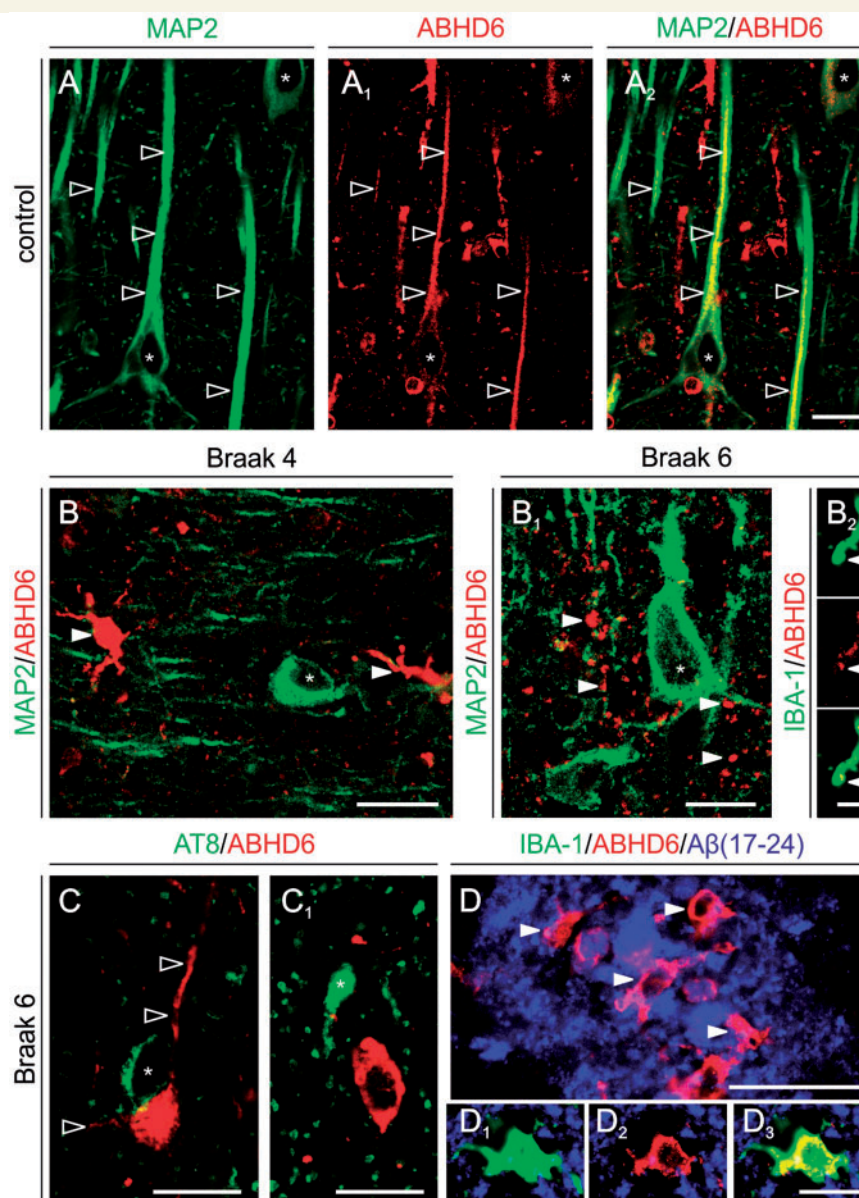 MAP2 ABHD6 MAP2/ABHD6
control
A A₁ A₂
* * * * * *
Braak 4 Braak 6
MAP2/ABHD6
B
*
MAP2/ABHD6
B₁
*
IBA-1/ABHD6
B₂
AT8/ABHD6 IBA-1/ABHD6/Aβ(17-24)
Braak 6
C C₁ D
* *
D₁ D₂ D₃